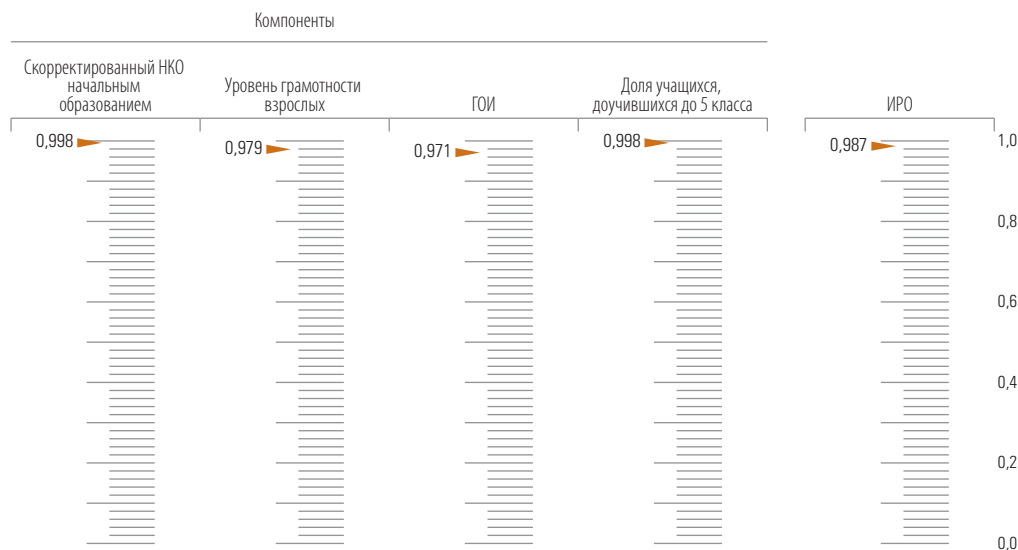 Компоненты
Скорректированный НКО
начальным
образованием
Уровень грамотности
взрослых
ГОИ
Доля учащихся,
доучившихся до 5 класса
ИРО
0,998
0,979
0,971
0,998
0,987
1,0
0,8
0,6
0,4
0,2
0,0